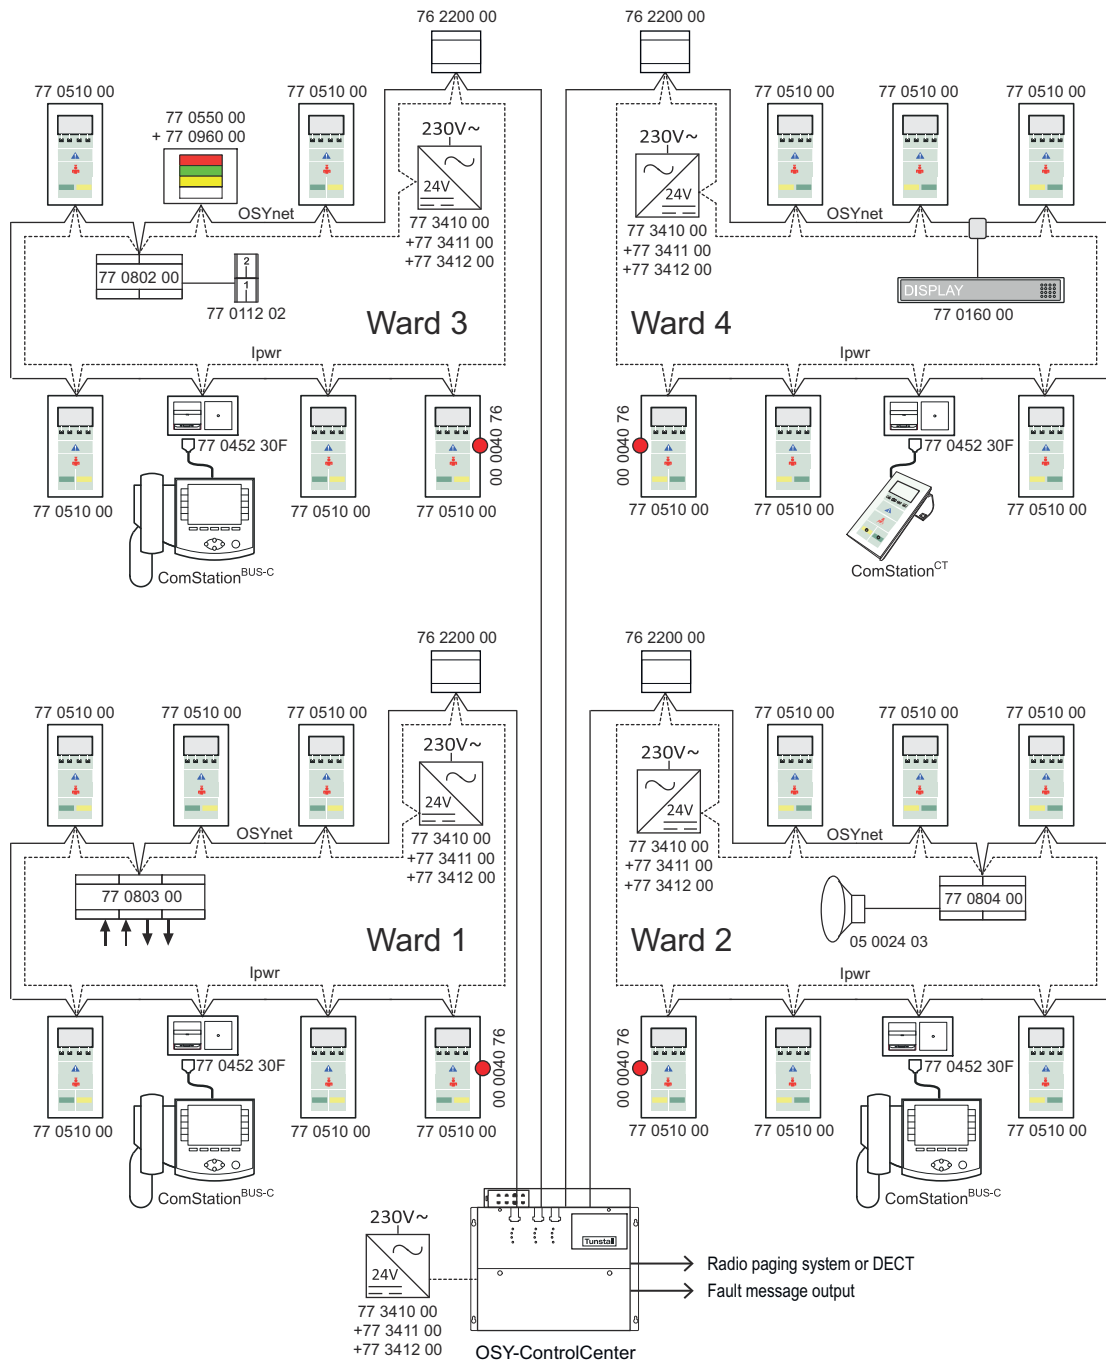 76 2200 00
77 0510 00
77 0550 00
+ 77 0960 00
77 0510 00
230V~
24V
77 3410 00
+77 3411 00
+77 3412 00
OSYnet
77 0802 00
2
1
77 0112 02
Ward 3
Ipwr
77 0452 30F
00 0040 76
77 0510 00
ComStation BUS-C
77 0510 00
77 0510 00
76 2200 00
77 0510 00
77 0510 00
77 0510 00
230V~
24V
77 3410 00
+77 3411 00
+77 3412 00
OSYnet
DISPLAY
77 0160 00
Ward 4
Ipwr
00 0040 76
77 0452 30F
77 0510 00
77 0510 00
ComStation CT
77 0510 00
76 2200 00
77 0510 00
77 0510 00
77 0510 00
230V~
24V
77 3410 00
+77 3411 00
+77 3412 00
OSYnet
77 0803 00
Ward 1
Ipwr
77 0452 30F
00 0040 76
77 0510 00
ComStation BUS-C
77 0510 00
77 0510 00
76 2200 00
77 0510 00
77 0510 00
77 0510 00
230V~
24V
77 3410 00
+77 3411 00
+77 3412 00
OSYnet
77 0804 00
05 0024 03
Ward 2
Ipwr
00 0040 76
77 0452 30F
77 0510 00
77 0510 00
ComStation BUS-C
77 0510 00
230V~
24V
77 3410 00
+77 3411 00
+77 3412 00
Tunstall
OSY-ControlCenter
Radio paging system or DECT
Fault message output